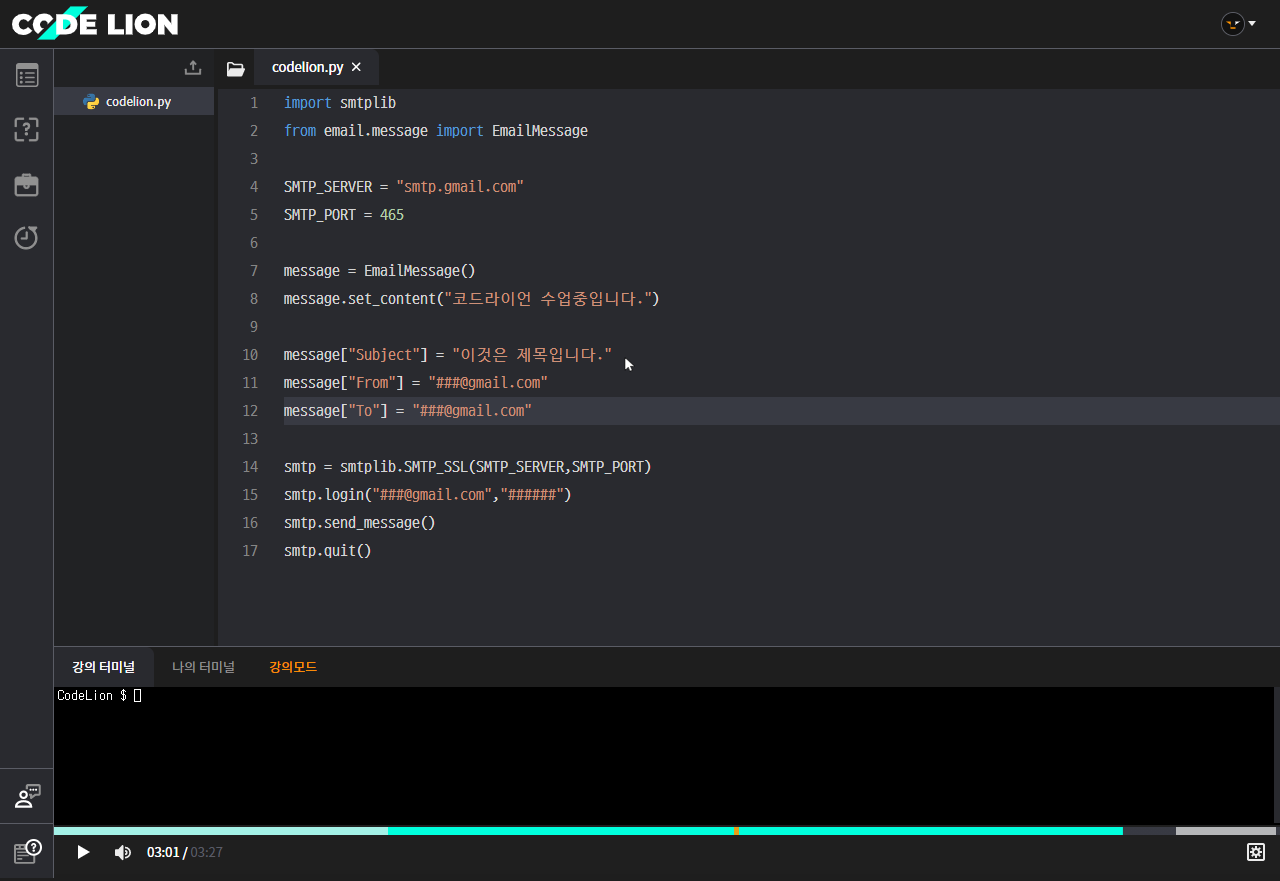 CODE LION
codelion.py
codelion.py ✕
1 import smtplib
2 from email.message import EmailMessage
3
4 SMTP_SERVER = "smtp.gmail.com"
5 SMTP_PORT = 465
6
7 message = EmailMessage()
8 message.set_content("코드라이언 수업중입니다.")
9
10 message["Subject"] = "이것은 제목입니다."
11 message["From"] = "###@gmail.com"
12 message["To"] = "###@gmail.com"
13
14 smtp = smtplib.SMTP_SSL(SMTP_SERVER,SMTP_PORT)
15 smtp.login("###@gmail.com","######")
16 smtp.send_message()
17 smtp.quit()
강의 터미널 나의 터미널 강의모드
CodeLion $
03:01 / 03:27